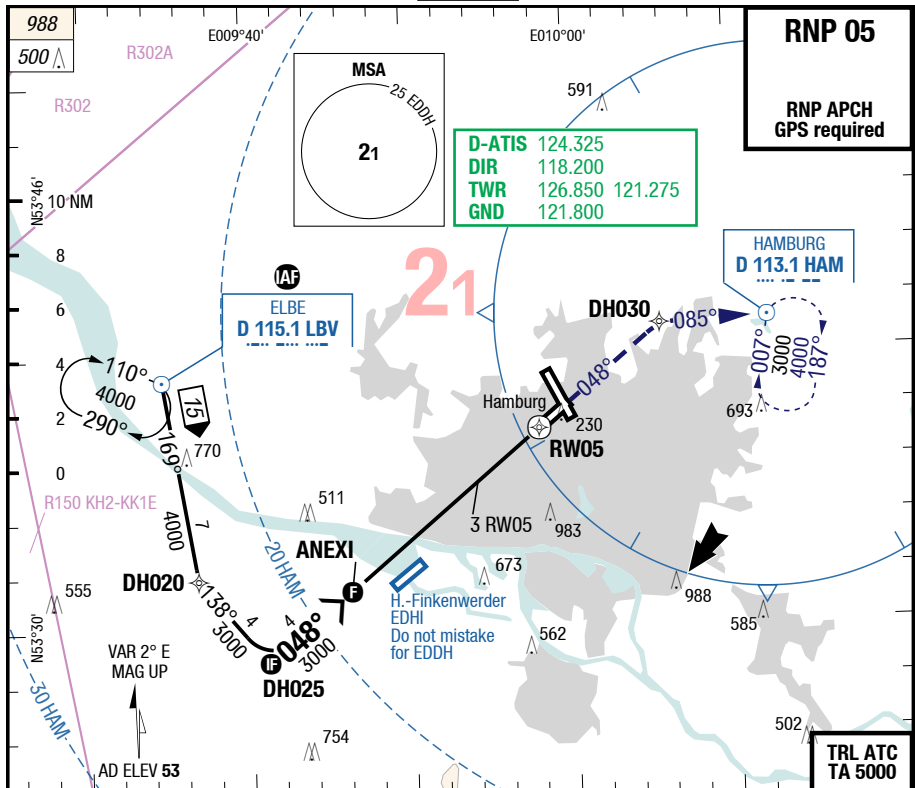 988
500
R302A
R302
E009°40'
E010°00'
RNP 05
RNP APCH
GPS required
MSA
25 EDDH
21
591
D-ATIS 124.325
DIR 118.200
TWR 126.850 121.275
GND 121.800
N53°46'
10 NM
8
6
4
2
0
IAF
ELBE
D 115.1 LBV
21
HAMBURG
D 113.1 HAM
DH030
085°
007°
3000
4000
187°
693
048°
Hamburg
230
RW05
110°
4000
290°
15
169°
770
7
4000
R150 KH2-KK1E
511
3 RW05
983
20 HAM
ANEXI
F
673
988
585
555
DH020
138°
4
3000
4
048°
3000
IF
DH025
H.-Finkenwerder
EDHI
Do not mistake
for EDDH
562
N53°30'
VAR 2° E
MAG UP
30 HAM
754
502
AD ELEV 53
TRL ATC
TA 5000